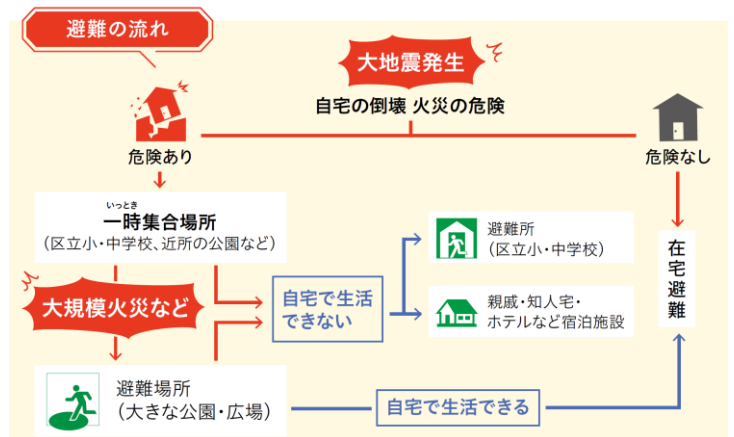 避難の流れ
大地震発生
自宅の倒壊 火災の危険
危険あり
危険なし
いっとき
一時集合場所
（区立小・中学校、近所の公園など）
大規模火災など
自宅で生活
できない
避難所
（区立小・中学校）
親戚・知人宅・
ホテルなど宿泊施設
在宅避難
避難場所
（大きな公園・広場）
自宅で生活できる